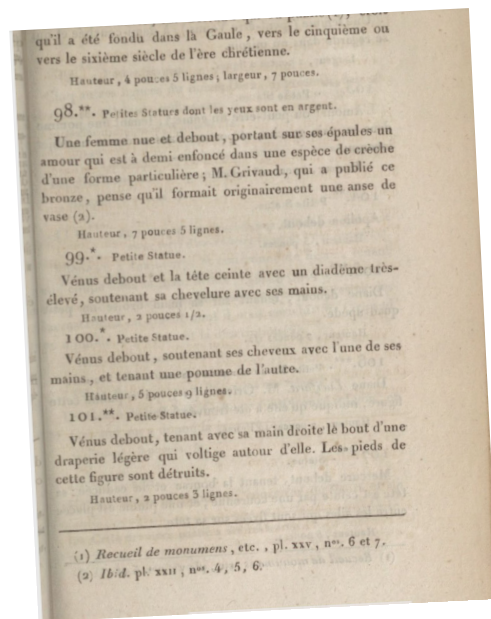 qu'il a été fondu dans la Gaule, vers le cinquième ou
vers le sixième siècle de l'ère chrétienne.
Hauteur, 4 pouces 5 lignes; largeur, 7 pouces.
98.**. Petites Statues dont les yeux sont en argent.
Une femme nue et debout, portant sur ses épaules un
amour qui est à demi enfoncé dans une espèce de crèche
d'une forme particulière; M. Grivaud, qui a publié ce
bronze, pense qu'il formait originairement une anse de
vase (2).
Hauteur, 7 pouces 5 lignes.
99.*. Petite Statue.
Vénus debout et la tête ceinte avec un diadème très-
élevé, soutenant sa chevelure avec ses mains.
Hauteur, 2 pouces 1/2.
100.*. Petite Statue.
Vénus debout, soutenant ses cheveux avec l'une de ses
mains, et tenant une pomme de l'autre.
Hauteur, 5 pouces 9 lignes.
101.**. Petite Statue.
Vénus debout, tenant avec sa main droite le bout d'une
draperie légère qui voltige autour d'elle. Les pieds de
cette figure sont détruits.
Hauteur, 2 pouces 3 lignes.
(1) Recueil de monumens, etc., pl. xxv, nos. 6 et 7.
(2) Ibid. pl. xxii, nos. 4, 5, 6.